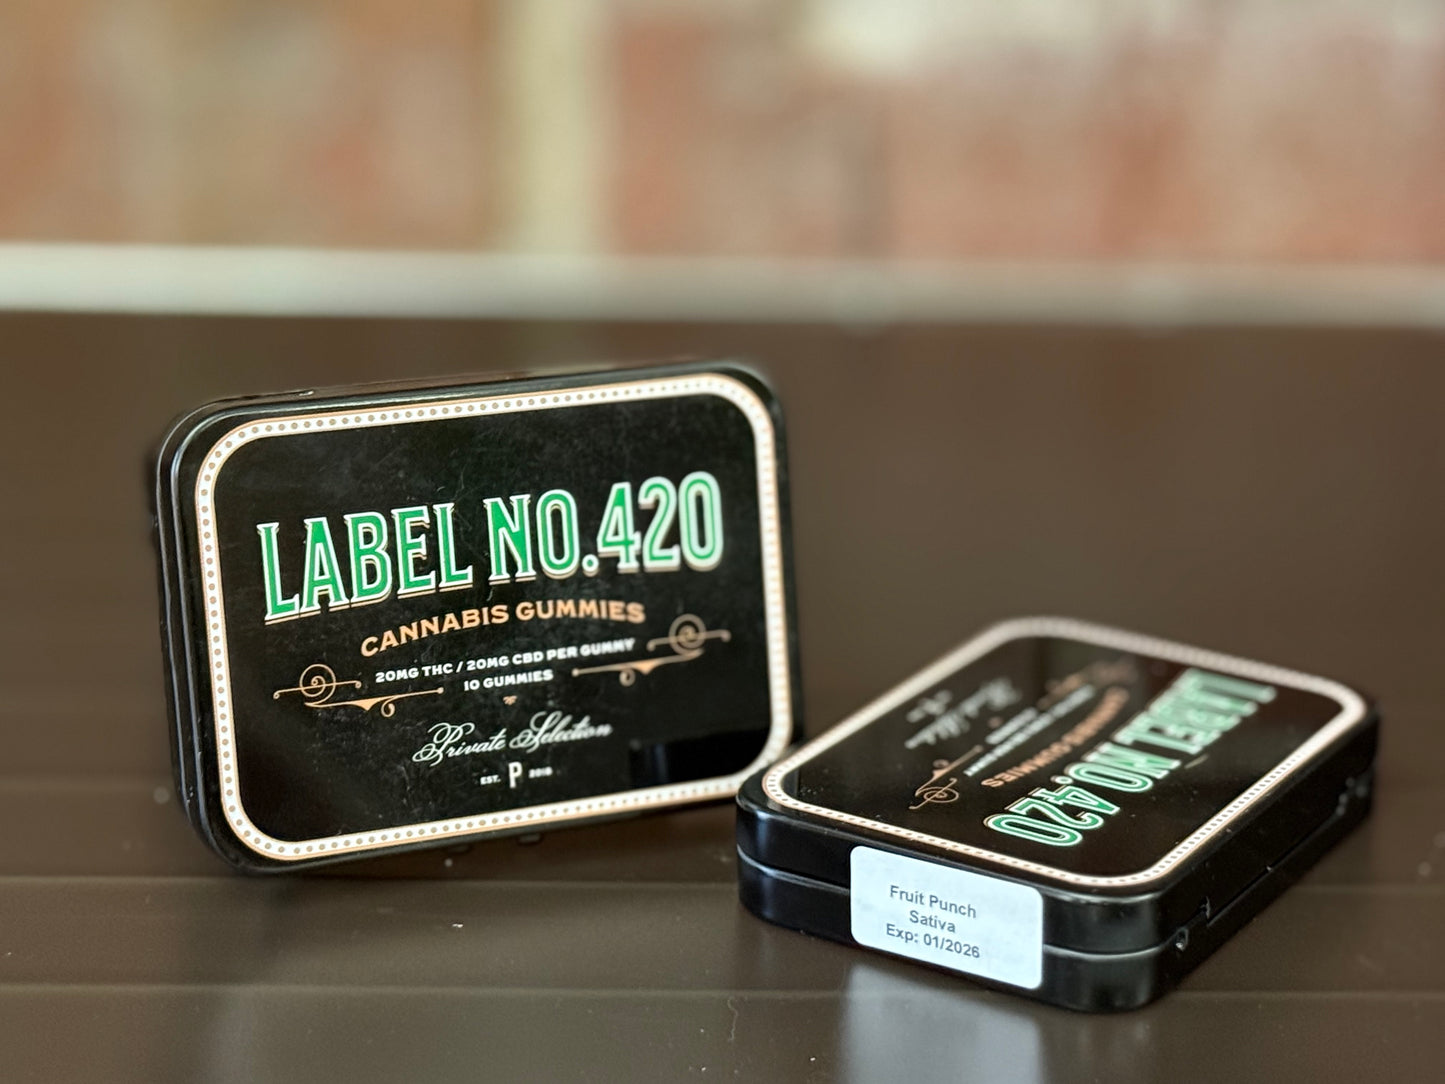 LABEL NO.420
CANNABIS GUMMIES
20MG THC / 20MG CBD PER GUMMY
10 GUMMIES
Private Selection
EST. P 2018
LABEL NO.420
CANNABIS GUMMIES
Fruit Punch
Sativa
Exp: 01/2026